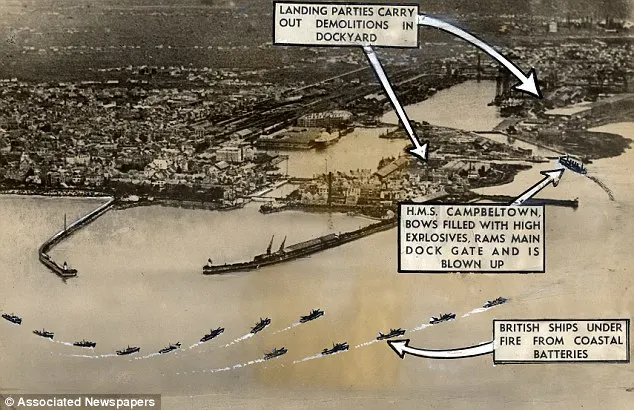 LANDING PARTIES CARRY
OUT DEMOLITIONS IN
DOCKYARD
H.M.S. CAMPBELTOWN,
BOWS FILLED WITH HIGH
EXPLOSIVES, RAMS MAIN
DOCK GATE AND IS
BLOWN UP
BRITISH SHIPS UNDER
FIRE FROM COASTAL
BATTERIES
© Associated Newspapers